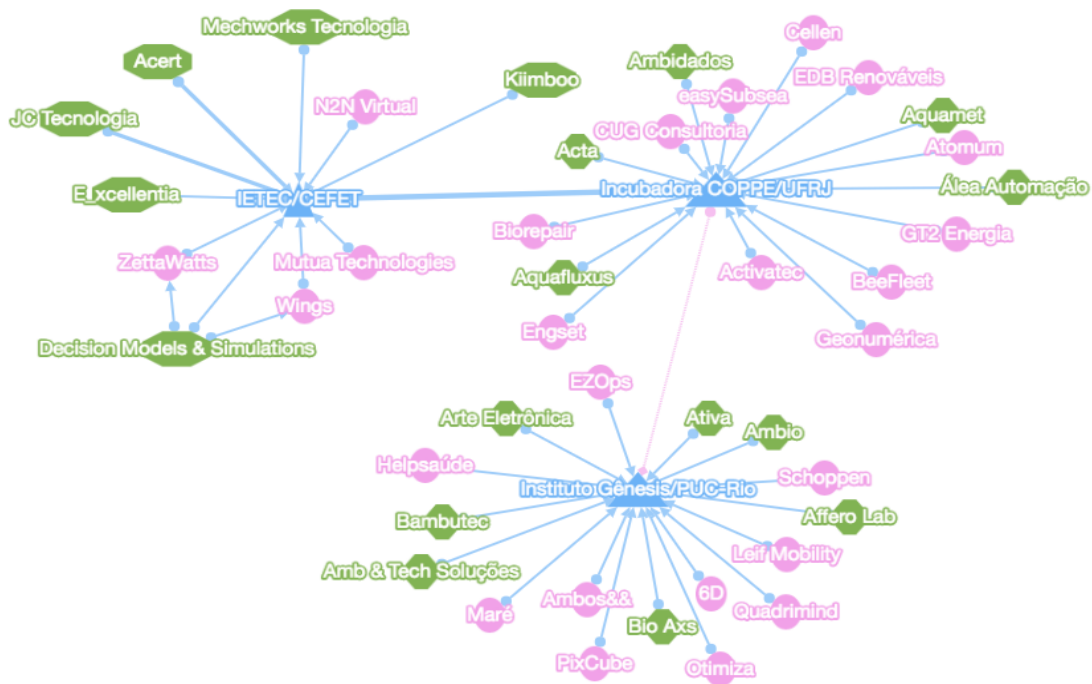 Mechworks Tecnologia
Cellen
Acert
Ambidados
Kiimboo
EDB Renováveis
easySubsea
N2N Virtual
JC Tecnologia
Aquamet
CUG Consultoria
Atomum
Acta
E_xcellentia
IETEC/CEFET
Incubadora COPPE/UFRJ
Álea Automação
Biorepair
GT2 Energia
ZettaWatts
Mutua Technologies
Aquafluxus
Activatec
BeeFleet
Wings
Engset
Geonumérica
Decision Models & Simulations
EZOps
Arte Eletrônica
Ativa
Ambio
Helpsaúde
Schoppen
Instituto Gênesis/PUC-Rio
Bambutec
Affero Lab
Leif Mobility
Amb & Tech Soluções
6D
Ambos&&
Maré
Quadrimind
Bio Axs
PixCube
Otimiza